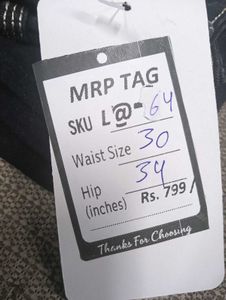 MRP TAG
SKU L@-64
Waist Size 30
Hip 34
(inches) Rs. 799/
Thanks For Choosing